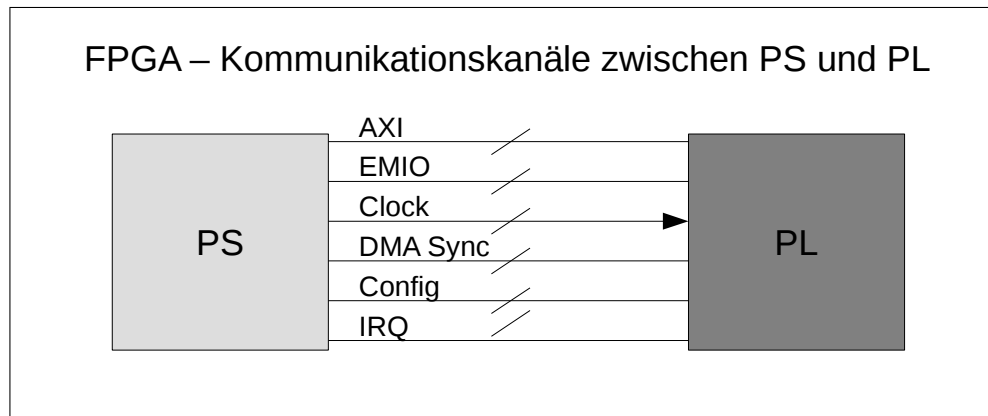 FPGA – Kommunikationskanäle zwischen PS und PL
AXI
EMIO
Clock
PS
PL
DMA Sync
Config
IRQ